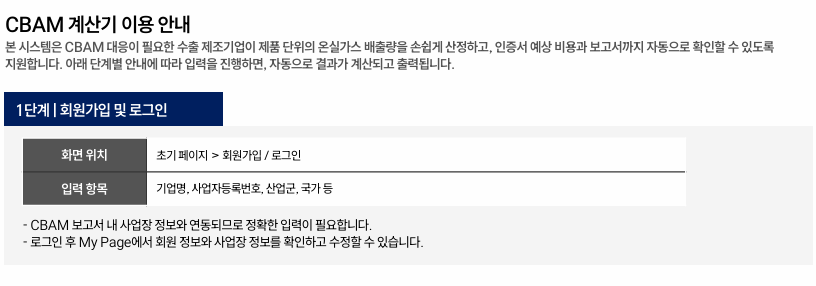 CBAM 계산기 이용 안내
본 시스템은 CBAM 대응이 필요한 수출 제조기업이 제품 단위의 온실가스 배출량을 손쉽게 산정하고, 인증서 예상 비용과 보고서까지 자동으로 확인할 수 있도록
지원합니다. 아래 단계별 안내에 따라 입력을 진행하면, 자동으로 결과가 계산되고 출력됩니다.
1단계 | 회원가입 및 로그인
화면 위치 초기 페이지 > 회원가입 / 로그인
입력 항목 기업명, 사업자등록번호, 산업군, 국가 등
- CBAM 보고서 내 사업장 정보와 연동되므로 정확한 입력이 필요합니다.
- 로그인 후 My Page에서 회원 정보와 사업장 정보를 확인하고 수정할 수 있습니다.